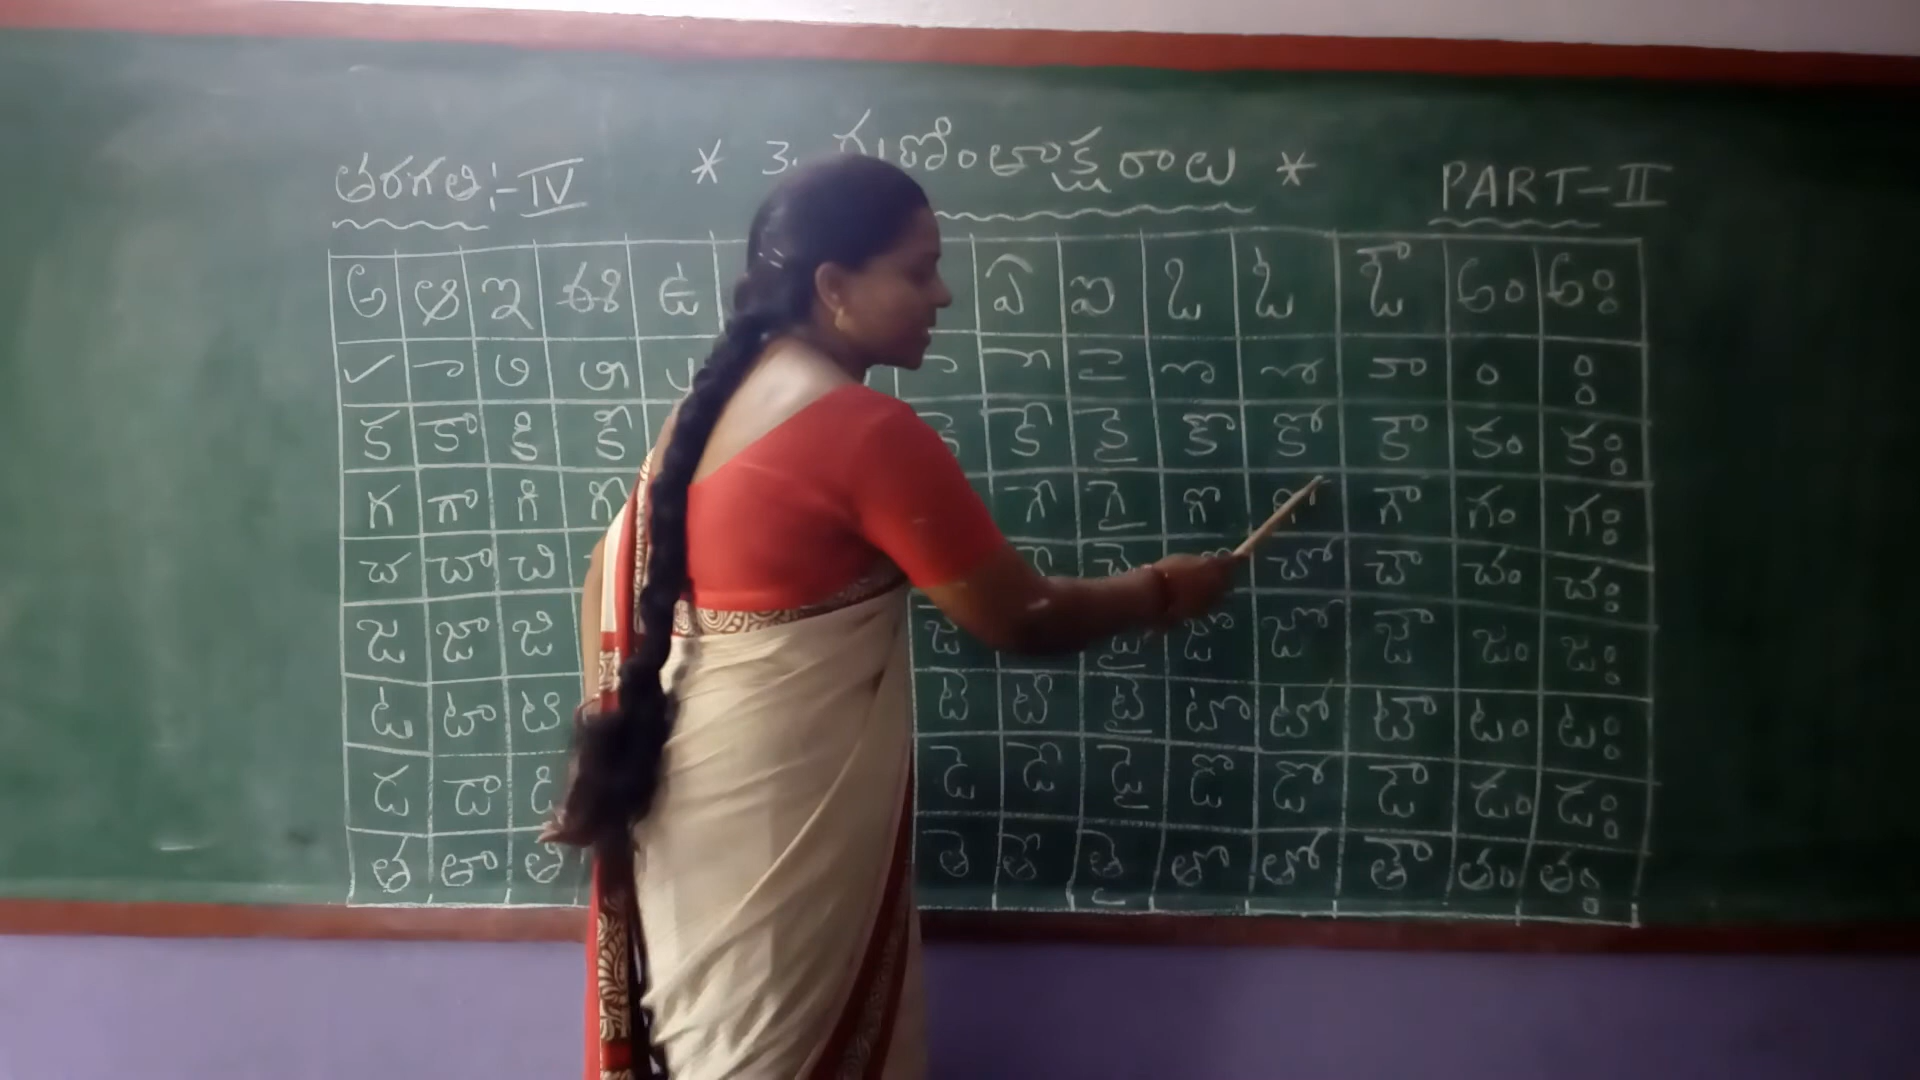 తరగతి:-IV * 3. గుణింతాక్షరాలు * PART-II
అ ఆ ఇ ఈ ఉ ఏ ఐ ఒ ఓ ఔ అం అః
✓ ా ి ీ ు ె ే ై ొ ో ౌ ం ః
క కా కి కీ కె కే కై కొ కో కౌ కం కః
గ గా గి గీ గే గై గొ గౌ గం గః
చ చా చి చై చో చౌ చం చః
జ జా జి జె జై జొ జో జౌ జం జః
ట టా టి టె టే టై టొ టో టౌ టం టః
డ డా డి డె డే డై డొ డో డౌ డం డః
త తా తి తె తే తై తొ తో తౌ తం తః